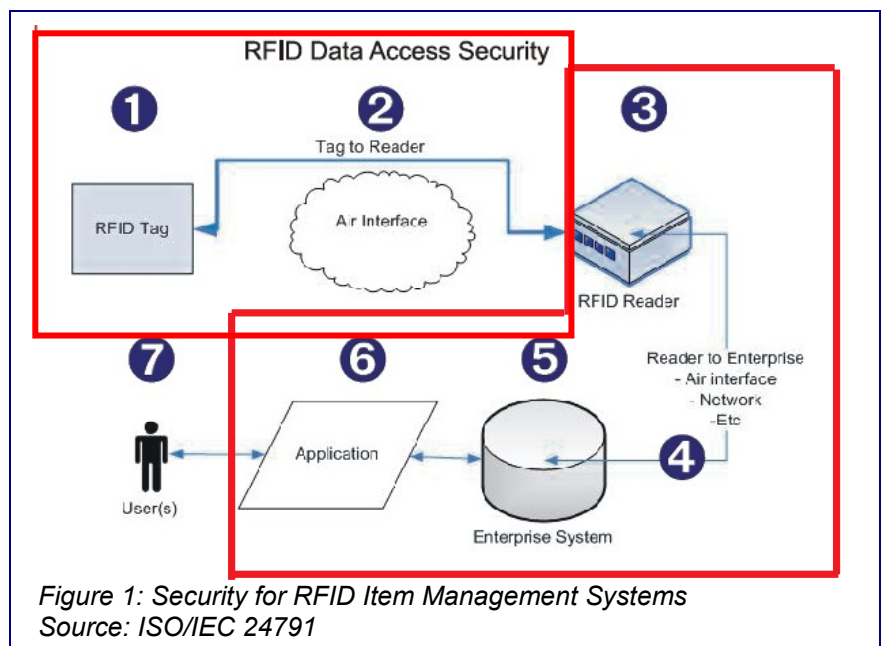 RFID Data Access Security
1
2
3
Tag to Reader
RFID Tag
Air Interface
RFID Reader
7
6
5
Reader to Enterprise
- Air interface
- Network
-Etc
4
Application
User(s)
Enterprise System
Figure 1: Security for RFID Item Management Systems
Source: ISO/IEC 24791